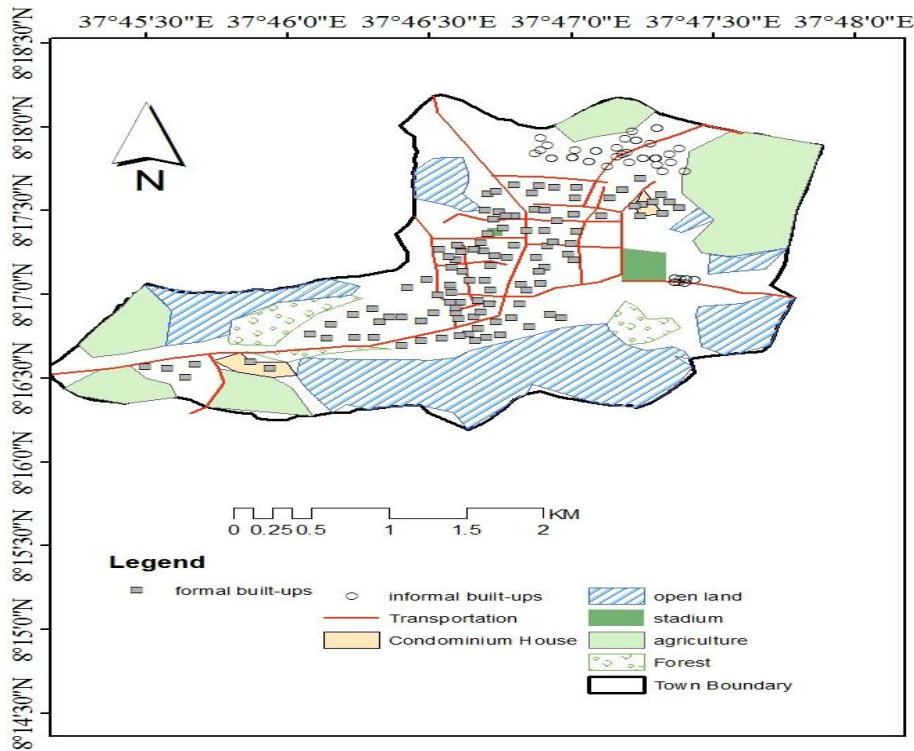 37°45'30"E 37°46'0"E 37°46'30"E 37°47'0"E 37°47'30"E 37°48'0"E
8°18'30"N
8°18'0"N
8°17'30"N
8°17'0"N
8°16'30"N
8°16'0"N
8°15'30"N
8°15'0"N
8°14'30"N
N
KM
0 0.25 0.5 1 1.5 2
Legend
formal built-ups
informal built-ups
Transportation
Condominium House
open land
stadium
agriculture
Forest
Town Boundary